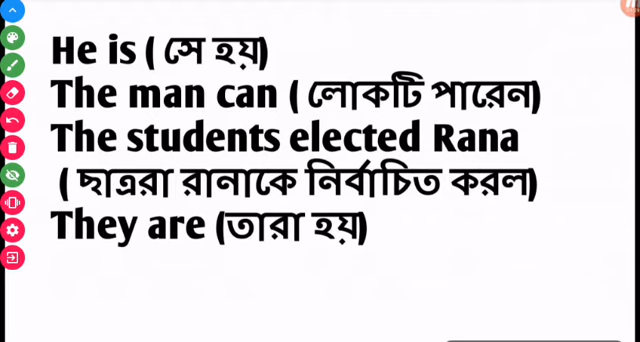 He is ( সে হয়)
The man can ( লোকটি পারেন)
The students elected Rana
( ছাত্ররা রানাকে নির্বাচিত করল)
They are (তারা হয়)